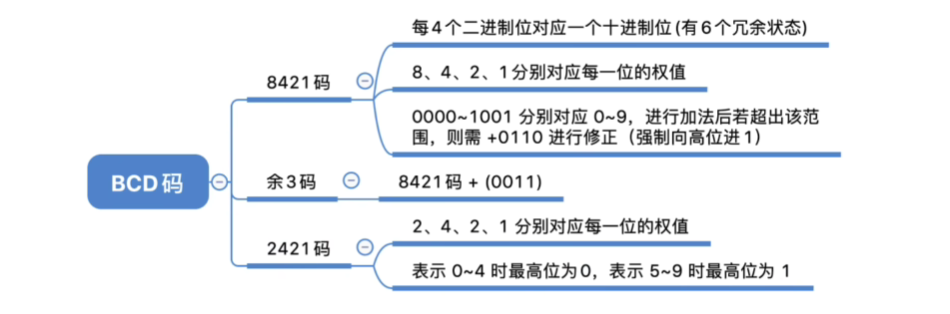 BCD码
8421码
每4个二进制位对应一个十进制位(有6个冗余状态)
8、4、2、1分别对应每一位的权值
0000~1001 分别对应 0~9，进行加法后若超出该范
围，则需 +0110 进行修正（强制向高位进1）
余3码
8421码 + (0011)
2421码
2、4、2、1 分别对应每一位的权值
表示 0~4 时最高位为0，表示 5~9 时最高位为 1